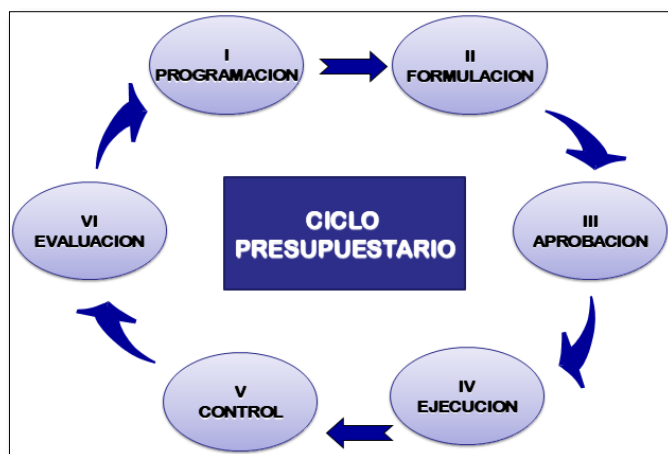 I
PROGRAMACION
II
FORMULACION
III
APROBACION
IV
EJECUCION
V
CONTROL
VI
EVALUACION
CICLO
PRESUPUESTARIO